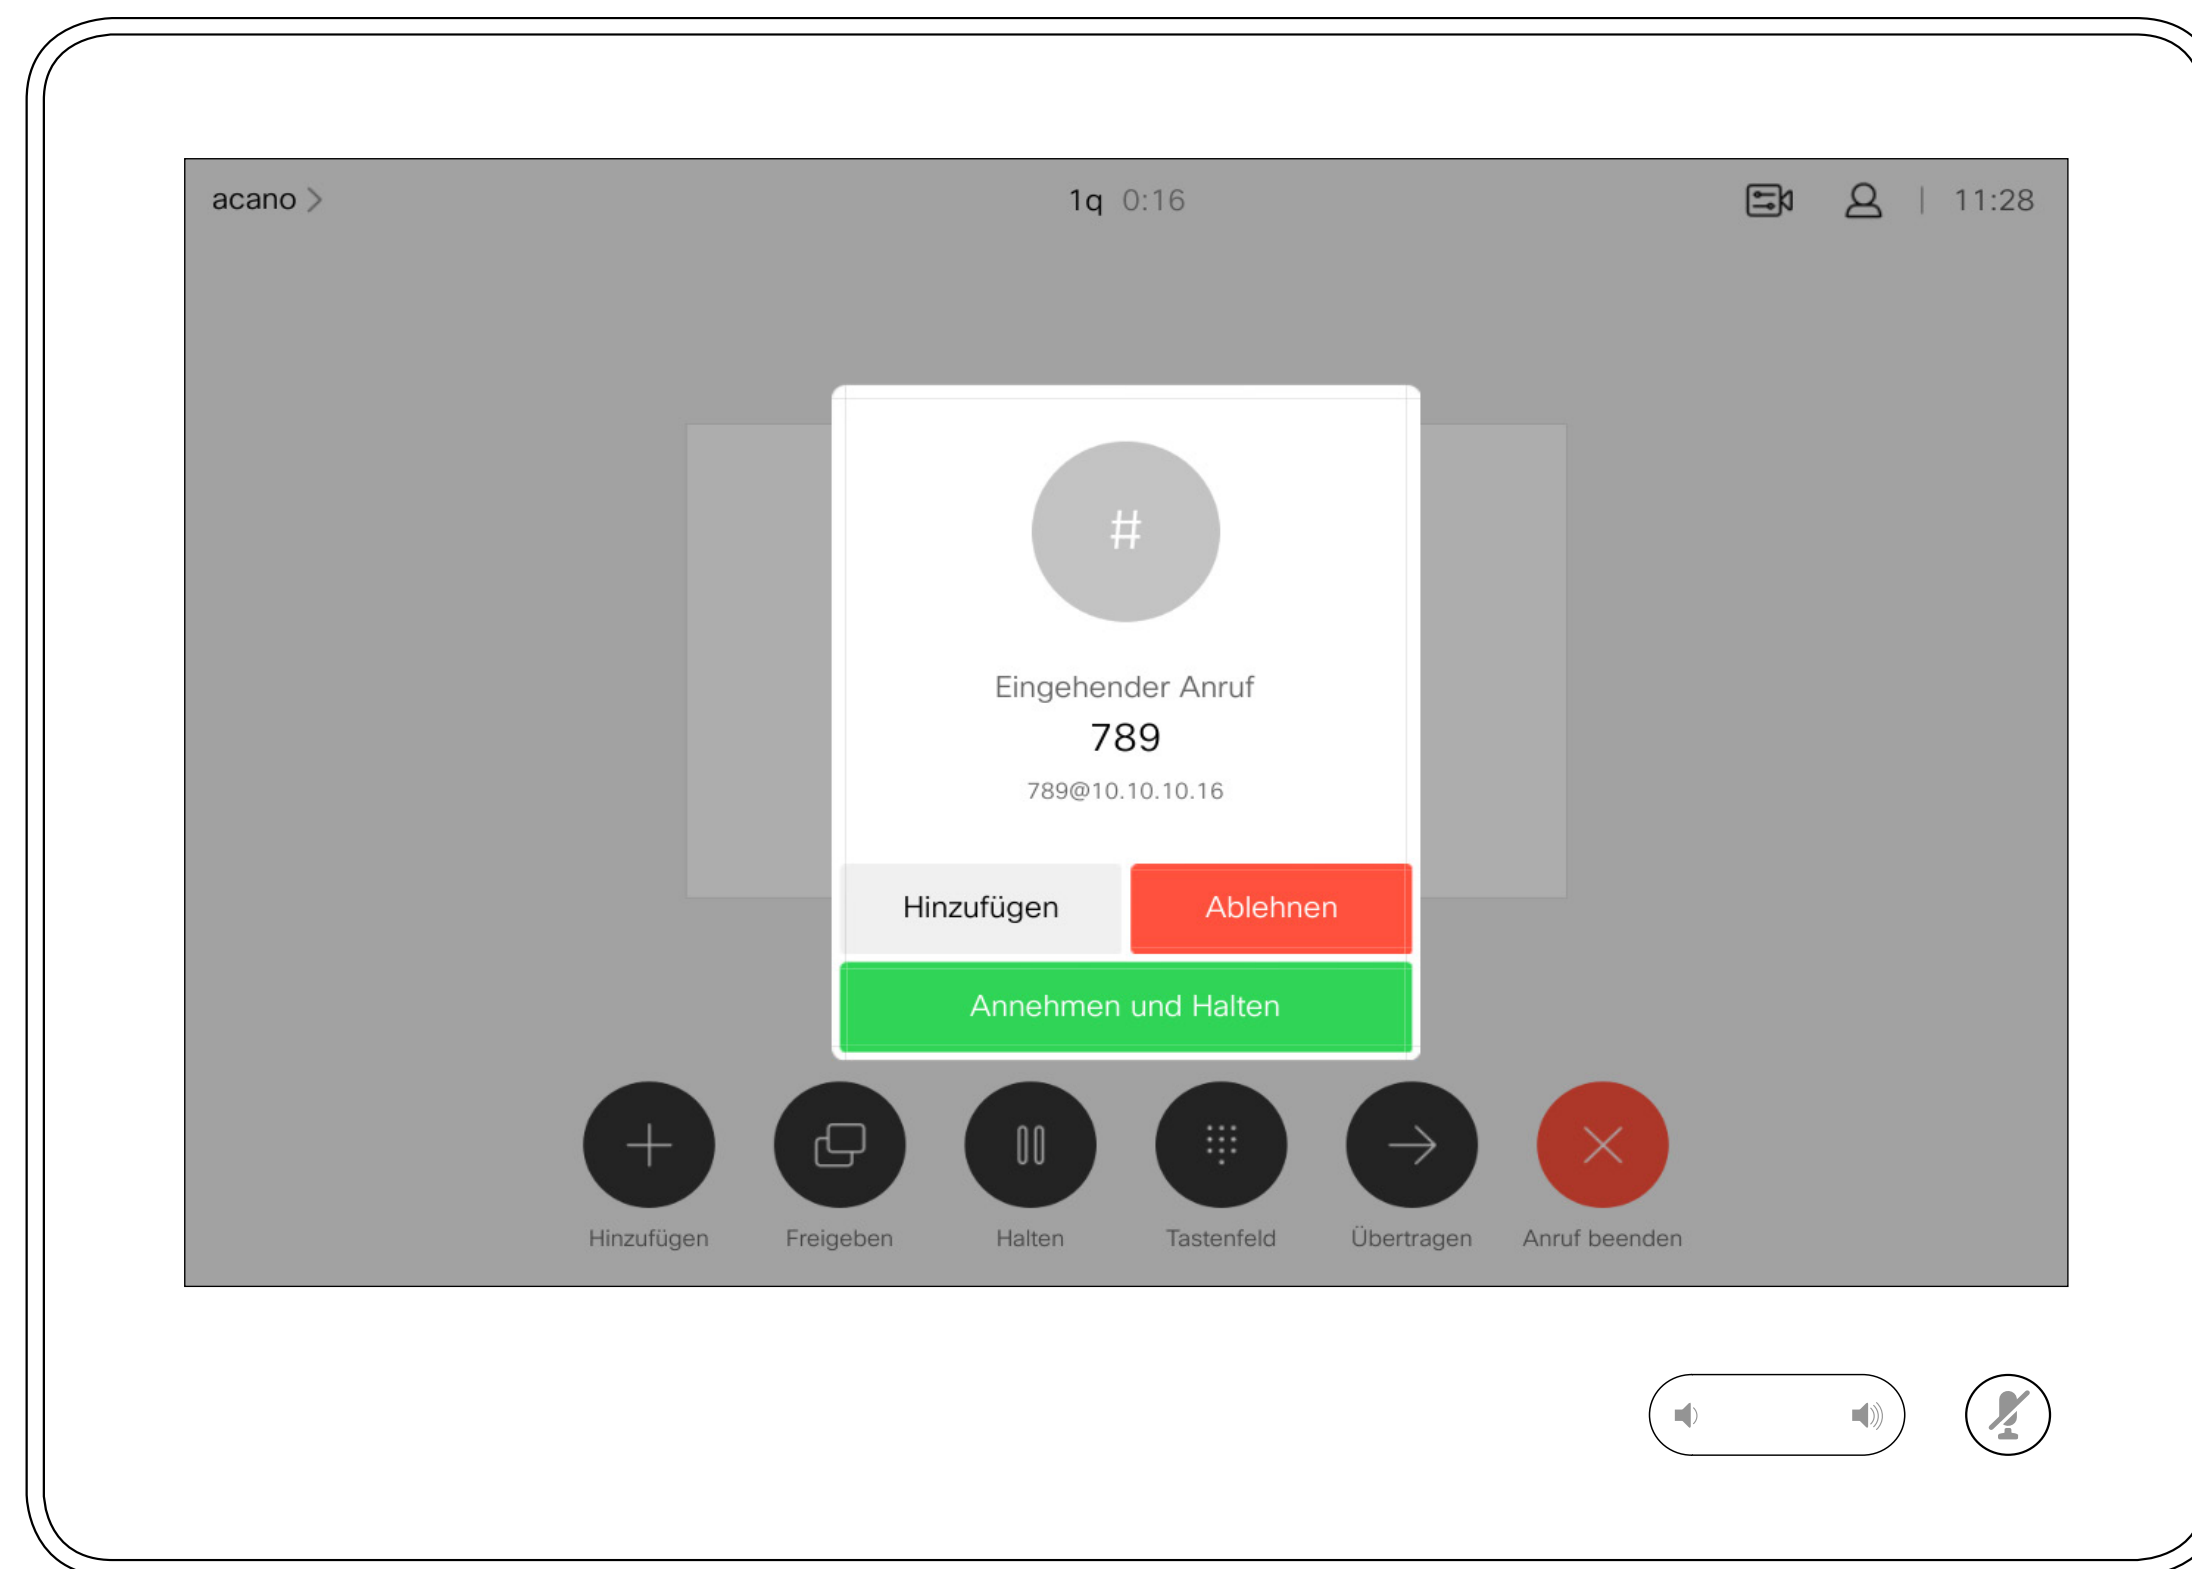 acano
1q 0:16
11:28
#
Eingehender Anruf
789
789@10.10.10.16
Hinzufügen
Ablehnen
Annehmen und Halten
Hinzufügen
Freigeben
Halten
Tastenfeld
Übertragen
Anruf beenden